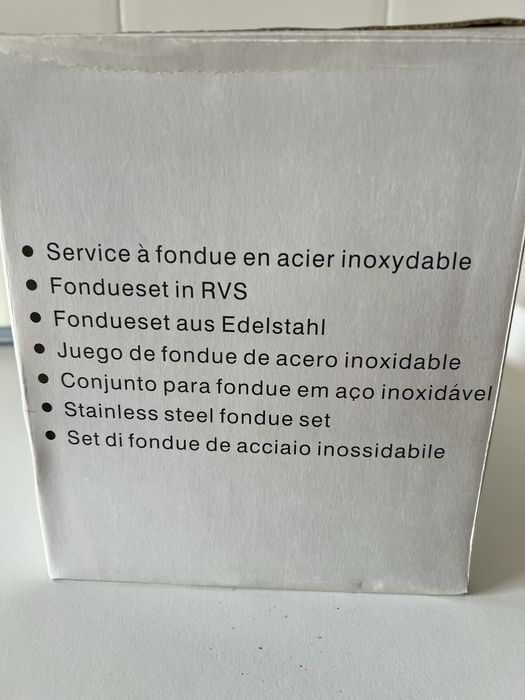 • Service à fondue en acier inoxydable
• Fondueset in RVS
• Fondueset aus Edelstahl
• Juego de fondue de acero inoxidable
• Conjunto para fondue em aço inoxidável
• Stainless steel fondue set
• Set di fondue de acciaio inossidabile